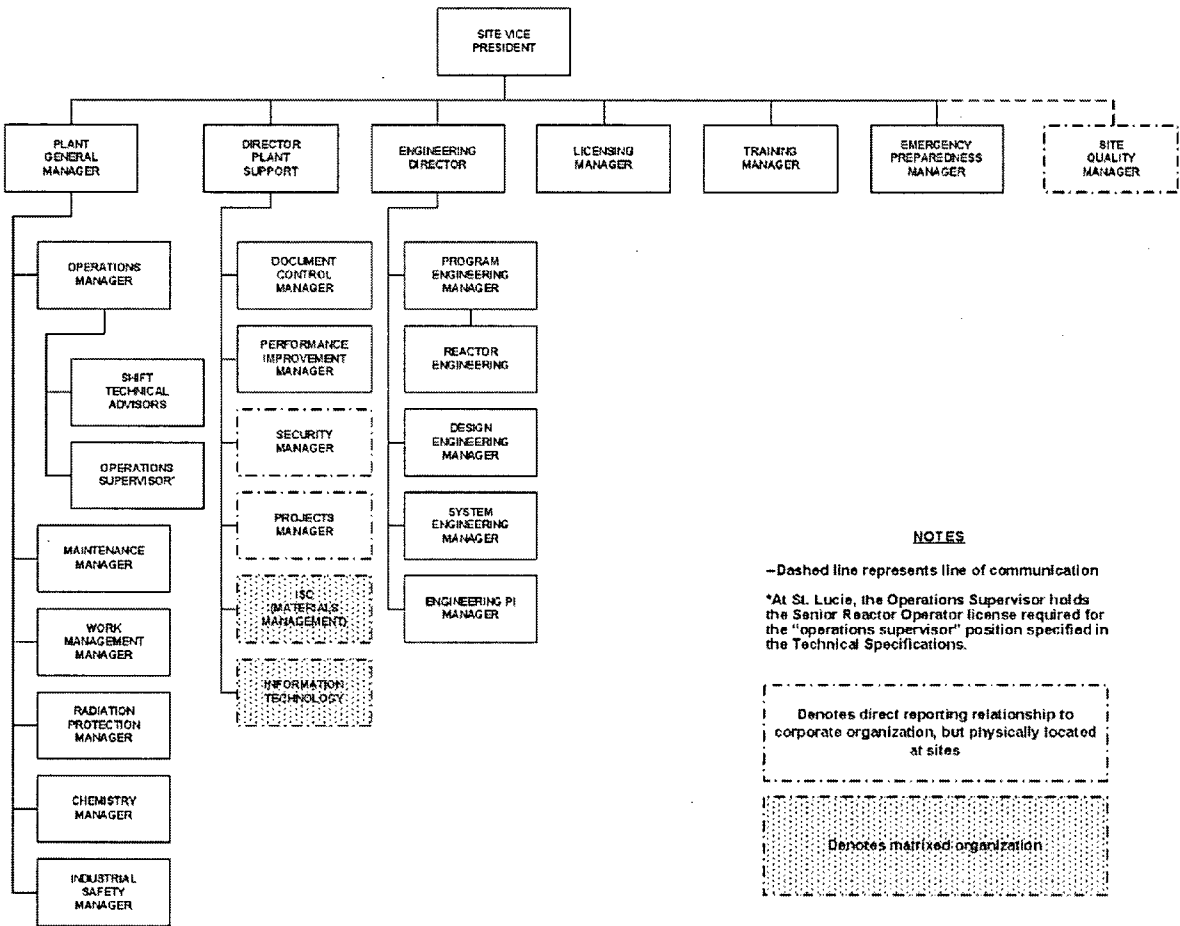 SITE VICE
PRESIDENT
PLANT
GENERAL
MANAGER
DIRECTOR
PLANT
SUPPORT
ENGINEERING
DIRECTOR
LICENSING
MANAGER
TRAINING
MANAGER
EMERGENCY
PREPAREDNESS
MANAGER
SITE
QUALITY
MANAGER
OPERATIONS
MANAGER
SHIFT
TECHNICAL
ADVISORS
OPERATIONS
SUPERVISOR*
MAINTENANCE
MANAGER
WORK
MANAGEMENT
MANAGER
RADIATION
PROTECTION
MANAGER
CHEMISTRY
MANAGER
INDUSTRIAL
SAFETY
MANAGER
DOCUMENT
CONTROL
MANAGER
PERFORMANCE
IMPROVEMENT
MANAGER
SECURITY
MANAGER
PROJECTS
MANAGER
ISC
(MATERIALS
MANAGEMENT)
INFORMATION
TECHNOLOGY
PROGRAM
ENGINEERING
MANAGER
REACTOR
ENGINEERING
DESIGN
ENGINEERING
MANAGER
SYSTEM
ENGINEERING
MANAGER
ENGINEERING PI
MANAGER
NOTES
--Dashed line represents line of communication
*At St. Lucie, the Operations Supervisor holds
the Senior Reactor Operator license required for
the "operations supervisor" position specified in
the Technical Specifications.
Denotes direct reporting relationship to
corporate organization, but physically located
at sites
Denotes matrixed organization